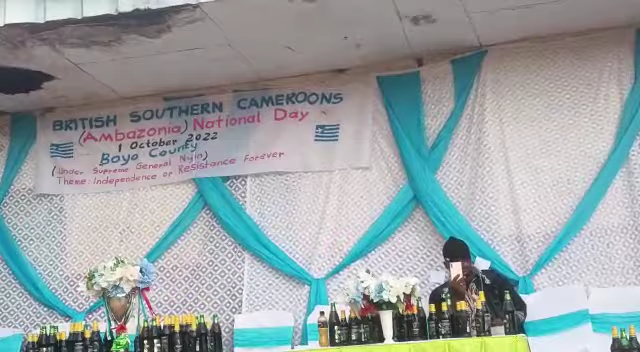 BRITISH SOUTHERN CAMEROONS
(Ambazonia) National Day
1 October 2022
Boyo County
(Under Supreme General Nyin)
Theme: Independence or Resistance Forever